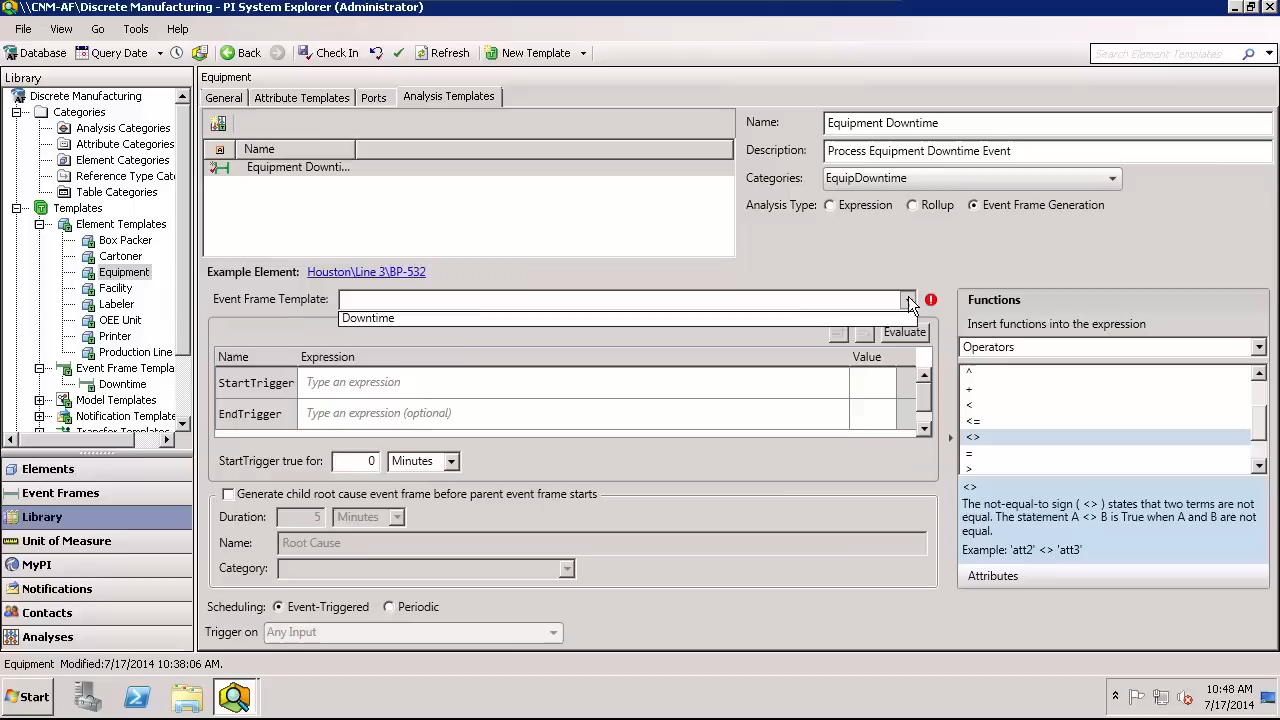 \\CNM-AF\Discrete Manufacturing - PI System Explorer (Administrator)
File View Go Tools Help
Database Query Date Back Check In Refresh New Template Search Element Templates
Library
Discrete Manufacturing
Categories
Analysis Categories
Attribute Categories
Element Categories
Reference Type Cat
Table Categories
Templates
Element Templates
Box Packer
Cartoner
Equipment
Facility
Labeler
OEE Unit
Printer
Production Line
Event Frame Templa
Downtime
Model Templates
Notification Template
Transfer Templates
Elements
Event Frames
Library
Unit of Measure
MyPI
Notifications
Contacts
Analyses
Equipment
General Attribute Templates Ports Analysis Templates
Name
Equipment Downti...
Name: Equipment Downtime
Description: Process Equipment Downtime Event
Categories: EquipDowntime
Analysis Type: Expression Rollup Event Frame Generation
Example Element: Houston\Line 3\BP-532
Event Frame Template:
Downtime
Evaluate
Name Expression Value
StartTrigger Type an expression
EndTrigger Type an expression (optional)
StartTrigger true for: 0 Minutes
Generate child root cause event frame before parent event frame starts
Duration: 5 Minutes
Name: Root Cause
Category:
Scheduling: Event-Triggered Periodic
Trigger on Any Input
Functions
Insert functions into the expression
Operators
^
+
<
<=
<>
=
>
<>
The not-equal-to sign ( <> ) states that two terms are not
equal. The statement A <> B is True when A and B are not
equal.
Example: 'att2' <> 'att3'
Attributes
Equipment Modified:7/17/2014 10:38:06 AM.
Start
10:48 AM
7/17/2014